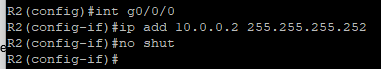 R2(config)#int g0/0/0
R2(config-if)#ip add 10.0.0.2 255.255.255.252
R2(config-if)#no shut
R2(config-if)#